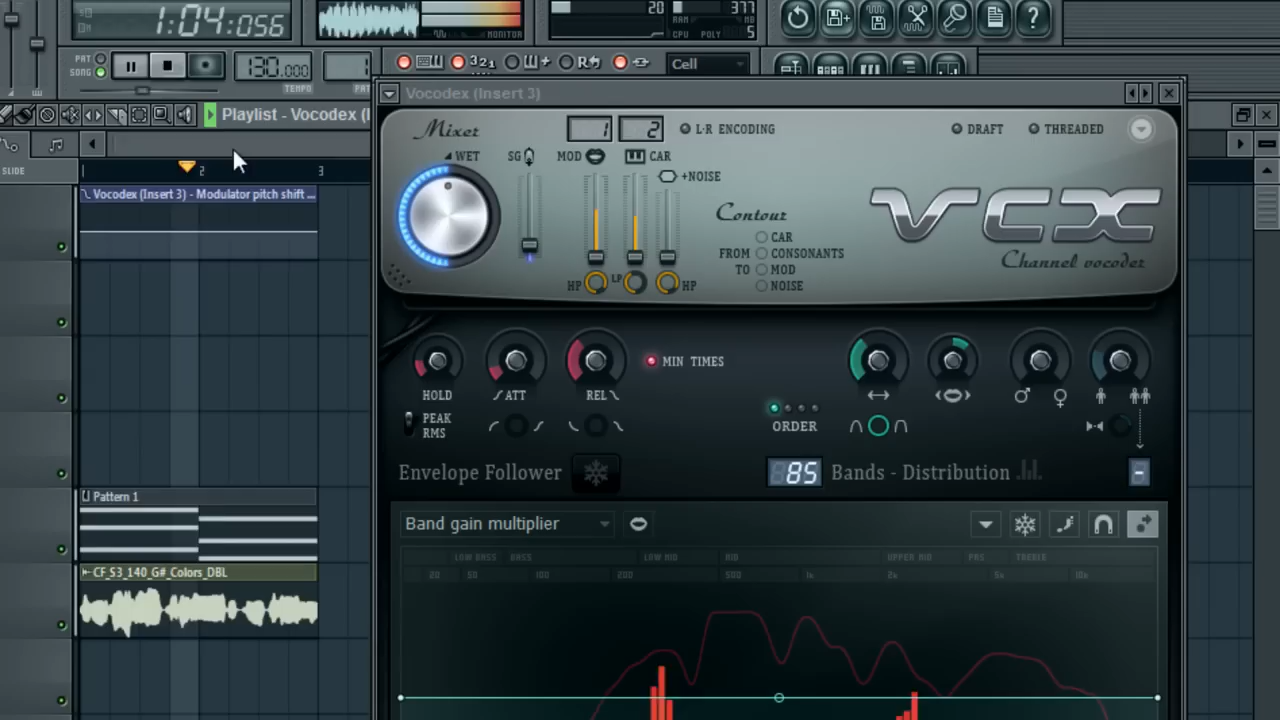 1:04:056
MONITOR
20
377
RAM
CPU POLY
5
PAT
SONG
130.000
TEMPO
PAT
321
Cell
Vocodex (Insert 3)
Playlist - Vocodex (I
SLIDE
2
3
Vocodex (Insert 3) - Modulator pitch shift ...
Pattern 1
CF_S3_140_G#_Colors_DBL
Mixer
1
2
L-R ENCODING
DRAFT
THREADED
WET
SG
MOD
CAR
+NOISE
Contour
CAR
FROM
CONSONANTS
TO
MOD
NOISE
HP
LP
HP
VCX
Channel vocoder
HOLD
ATT
REL
MIN TIMES
PEAK
RMS
ORDER
Envelope Follower
85
Bands - Distribution
-
Band gain multiplier
LOW BASS
BASS
LOW MID
MID
UPPER MID
PRS
TREBLE
20
50
100
200
500
1k
2k
5k
10k